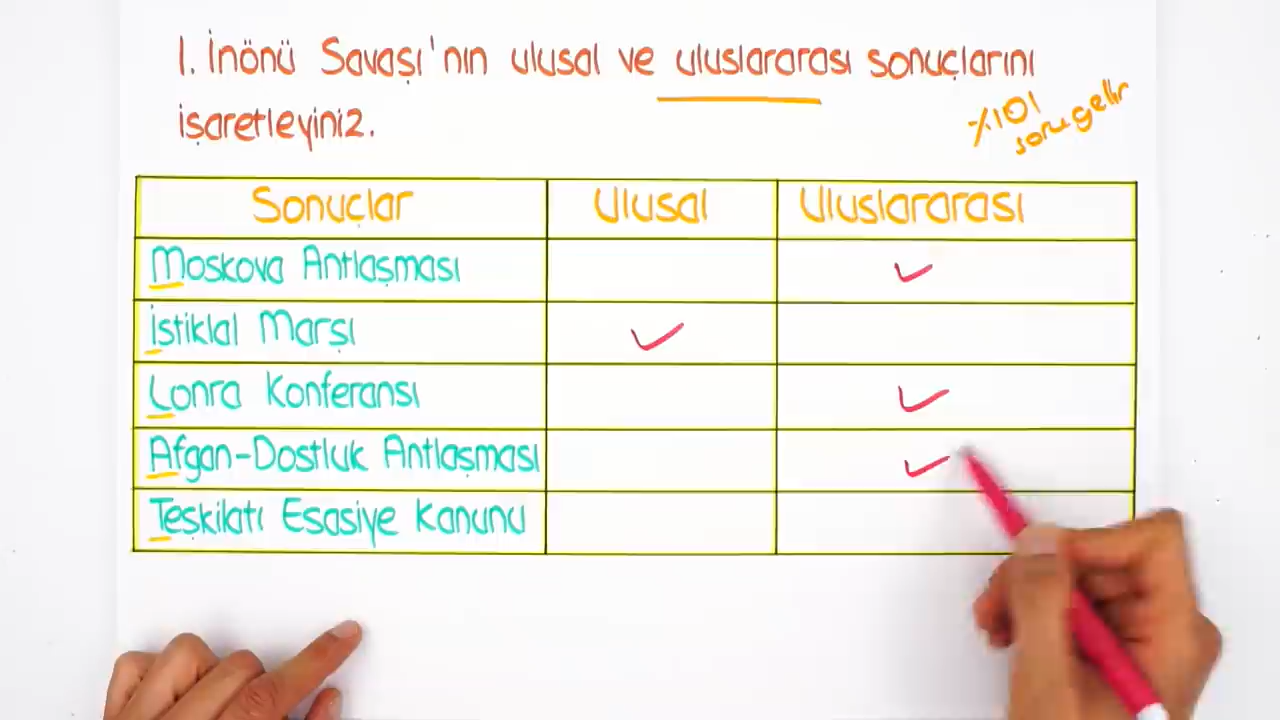 1. İnönü Savaşı'nın ulusal ve uluslararası sonuçlarını
işaretleyiniz.
%101
soru gelir
Sonuçlar Ulusal Uluslararası
Moskova Antlaşması ✓
İstiklal Marşı ✓
Lonra Konferansı ✓
Afgan-Dostluk Antlaşması ✓
Teşkilatı Esasiye Kanunu